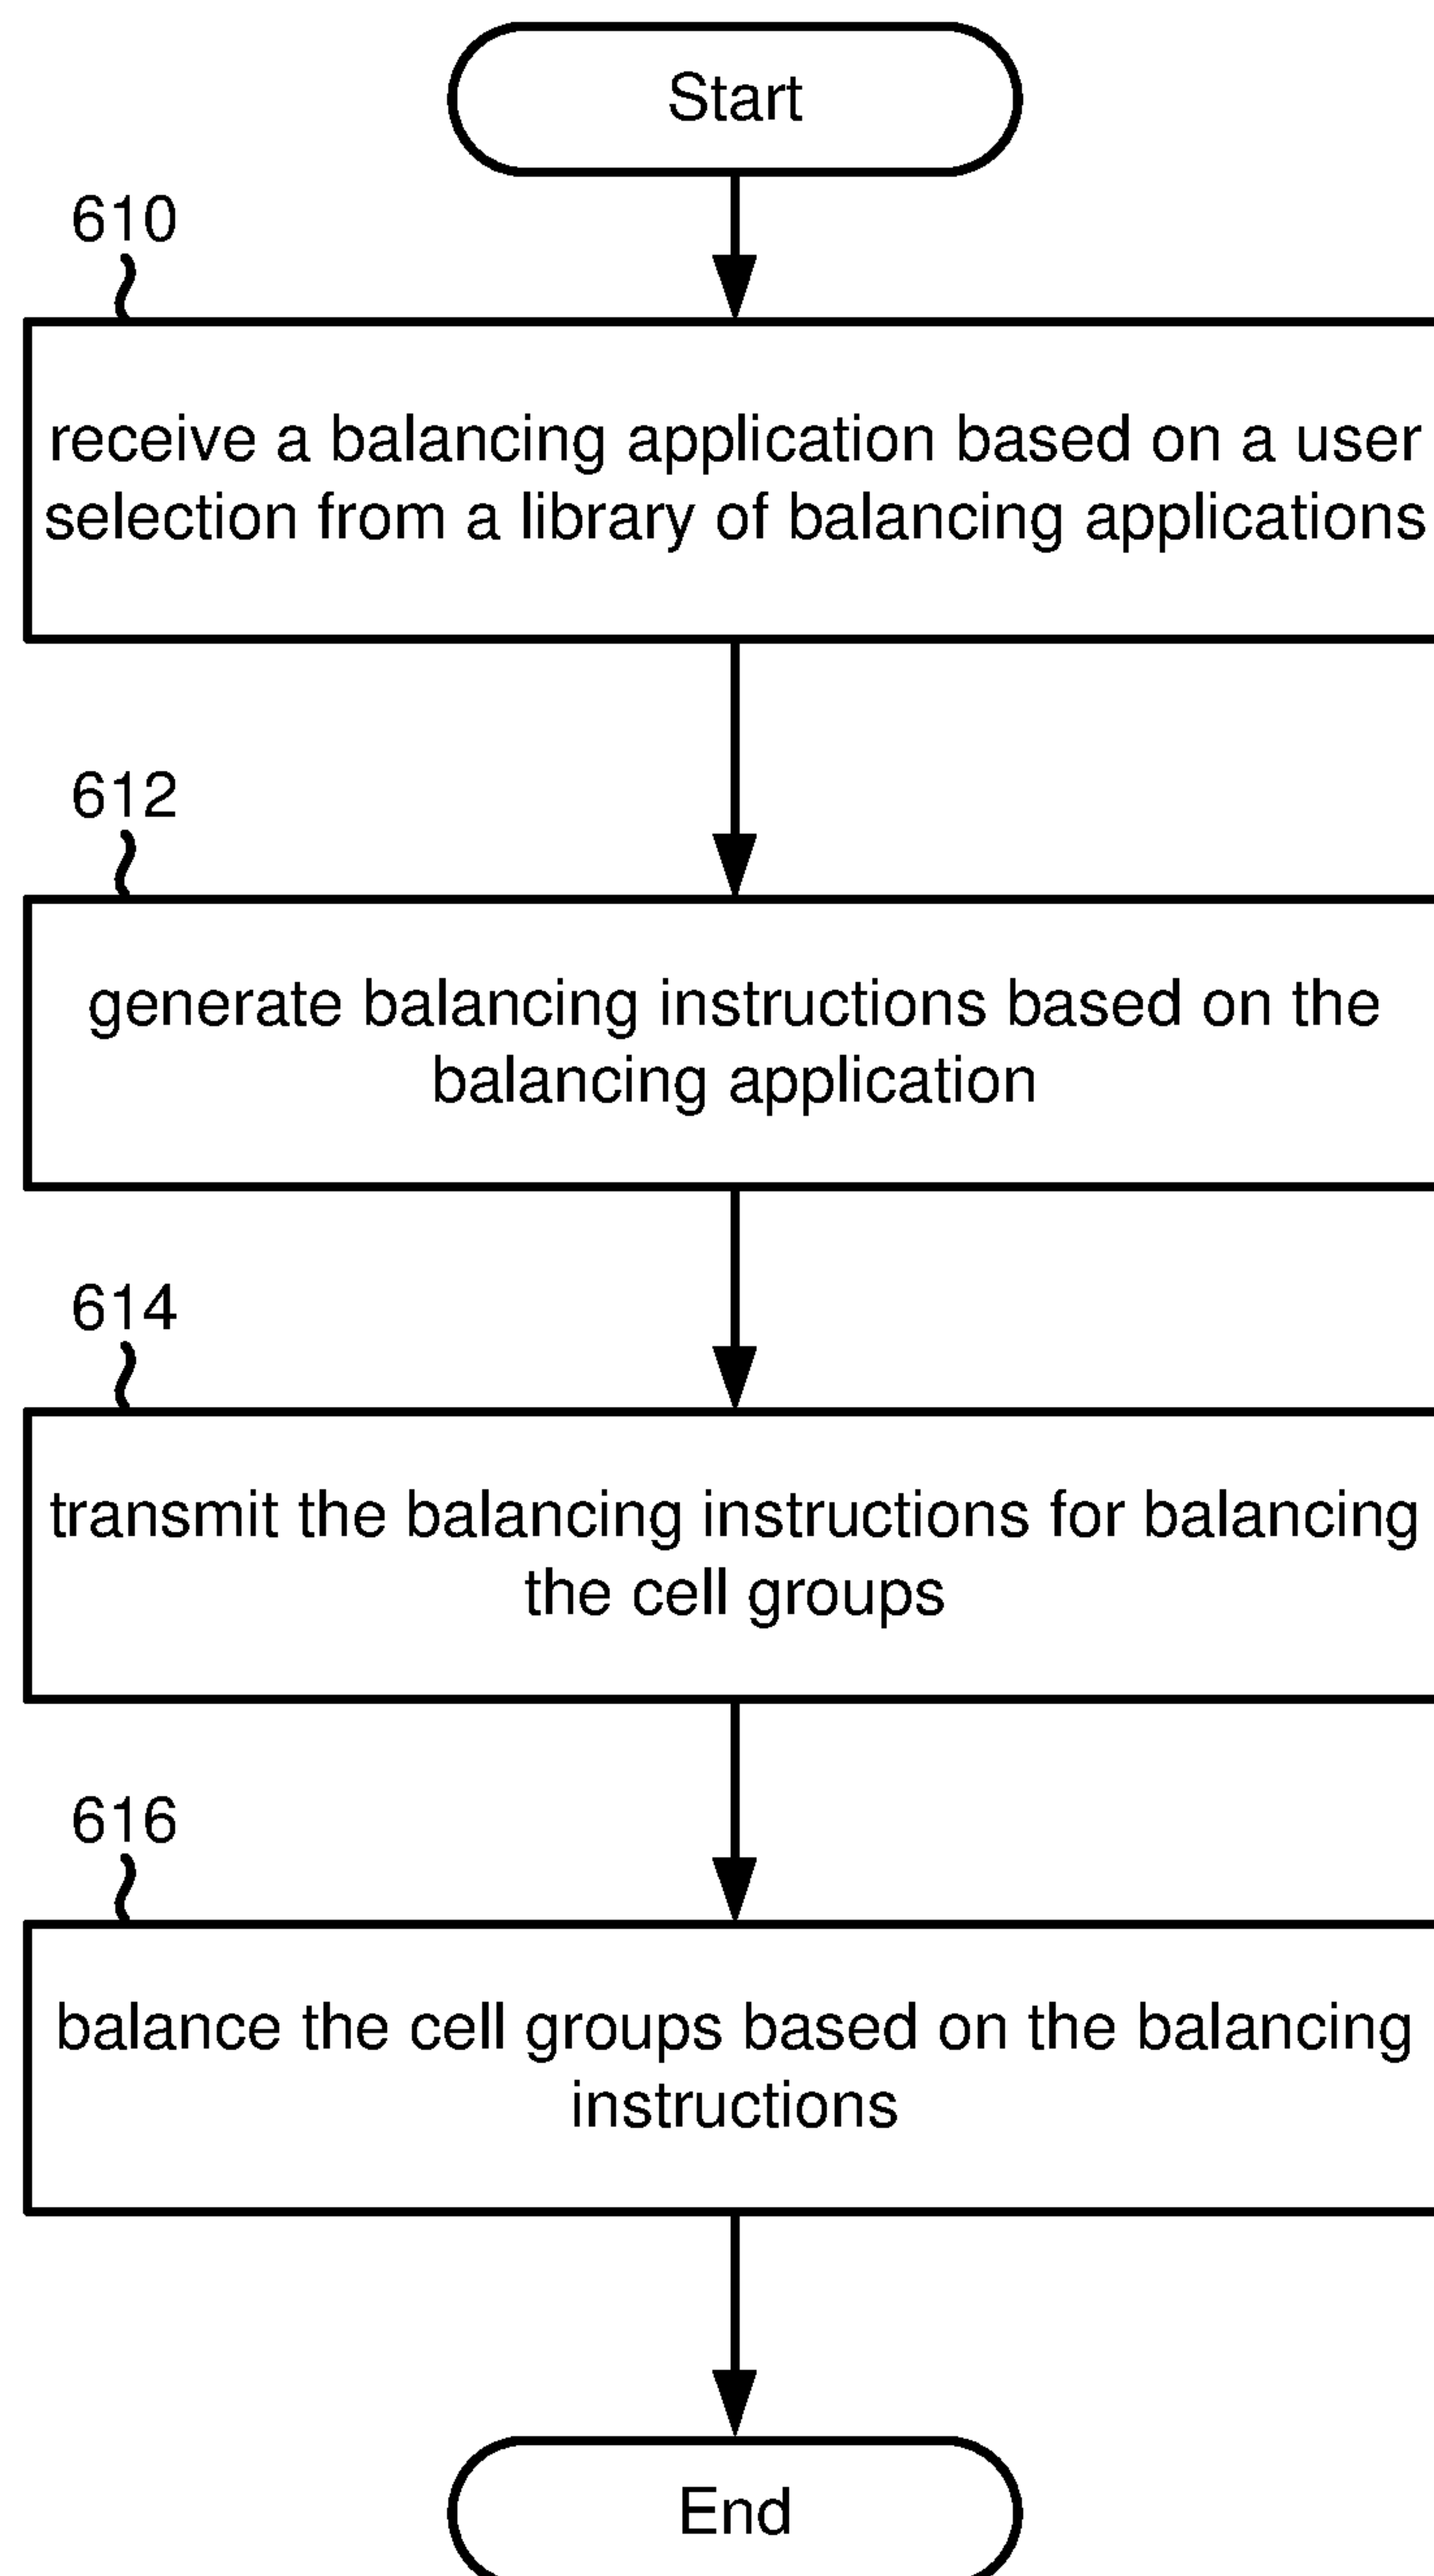 Start
610
receive a balancing application based on a user
selection from a library of balancing applications
612
generate balancing instructions based on the
balancing application
614
transmit the balancing instructions for balancing
the cell groups
616
balance the cell groups based on the balancing
instructions
End